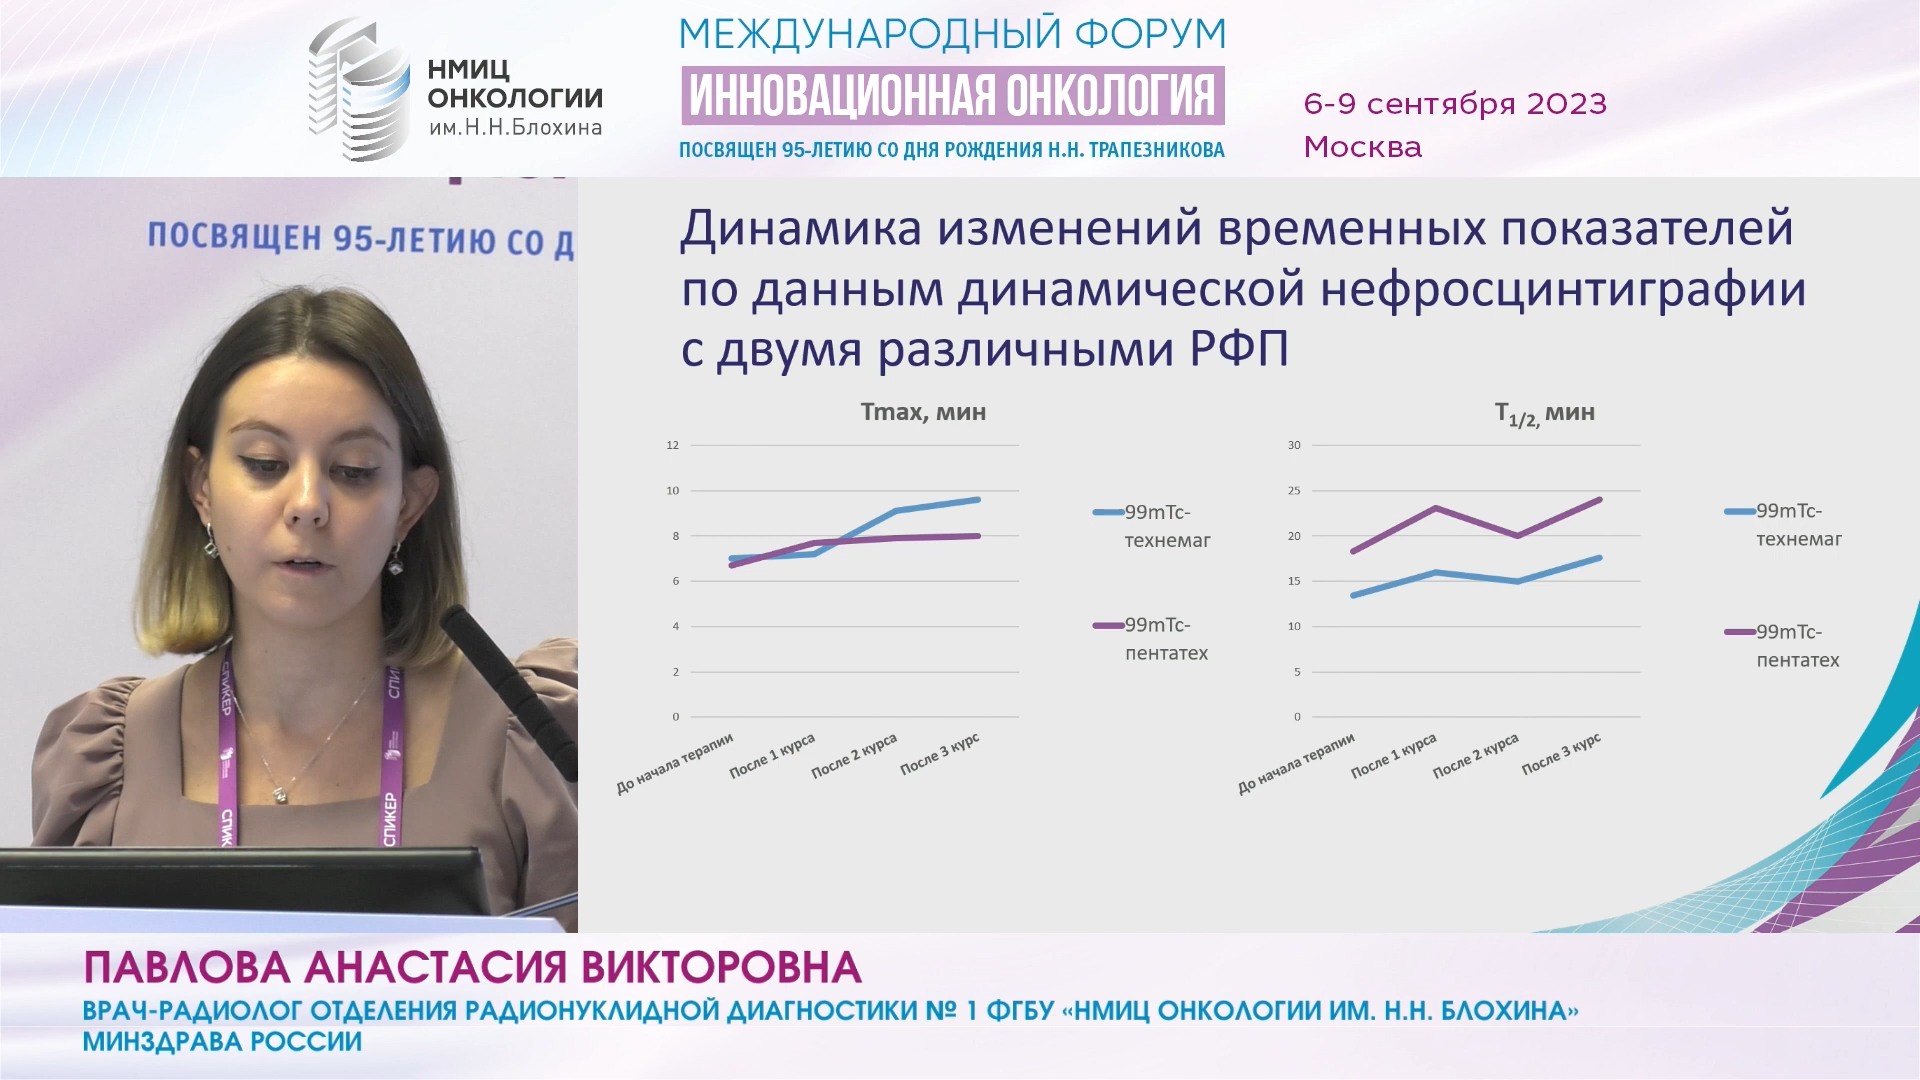 НМИЦ
ОНКОЛОГИИ
им.Н.Н.Блохина
МЕЖДУНАРОДНЫЙ ФОРУМ
ИННОВАЦИОННАЯ ОНКОЛОГИЯ
ПОСВЯЩЕН 95-ЛЕТИЮ СО ДНЯ РОЖДЕНИЯ Н.Н. ТРАПЕЗНИКОВА
6-9 сентября 2023
Москва
ПОСВЯЩЕН 95-ЛЕТИЮ СО Д
СПИКЕР
СПИ
СПИК
СПИКЕР
Динамика изменений временных показателей
по данным динамической нефросцинтиграфии
с двумя различными РФП
Tmax, мин
12
10
8
6
4
2
0
До начала терапии
После 1 курса
После 2 курса
После 3 курс
99mTc-
технемаг
99mTc-
пентатех
T1/2, мин
30
25
20
15
10
5
0
До начала терапии
После 1 курса
После 2 курса
После 3 курс
99mTc-
технемаг
99mTc-
пентатех
ПАВЛОВА АНАСТАСИЯ ВИКТОРОВНА
ВРАЧ-РАДИОЛОГ ОТДЕЛЕНИЯ РАДИОНУКЛИДНОЙ ДИАГНОСТИКИ № 1 ФГБУ «НМИЦ ОНКОЛОГИИ ИМ. Н.Н. БЛОХИНА»
МИНЗДРАВА РОССИИ